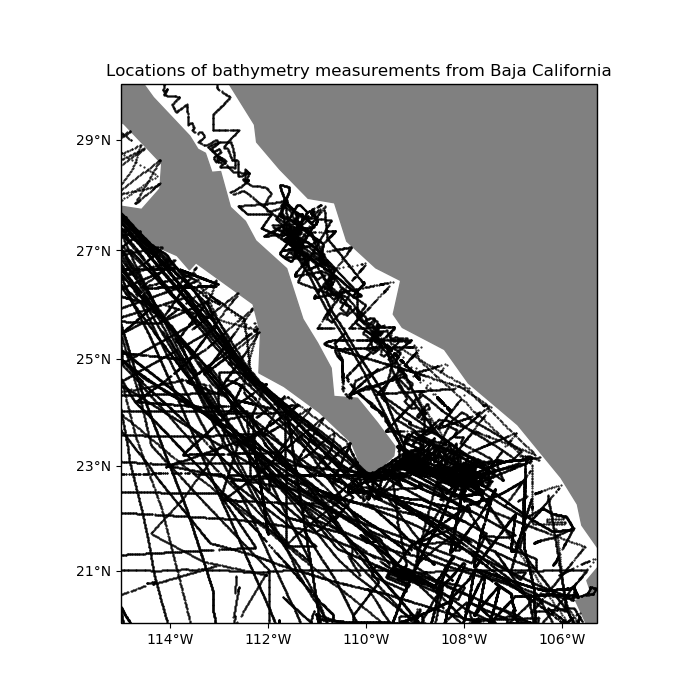 Locations of bathymetry measurements from Baja California
29°N
27°N
25°N
23°N
21°N
114°W 112°W 110°W 108°W 106°W